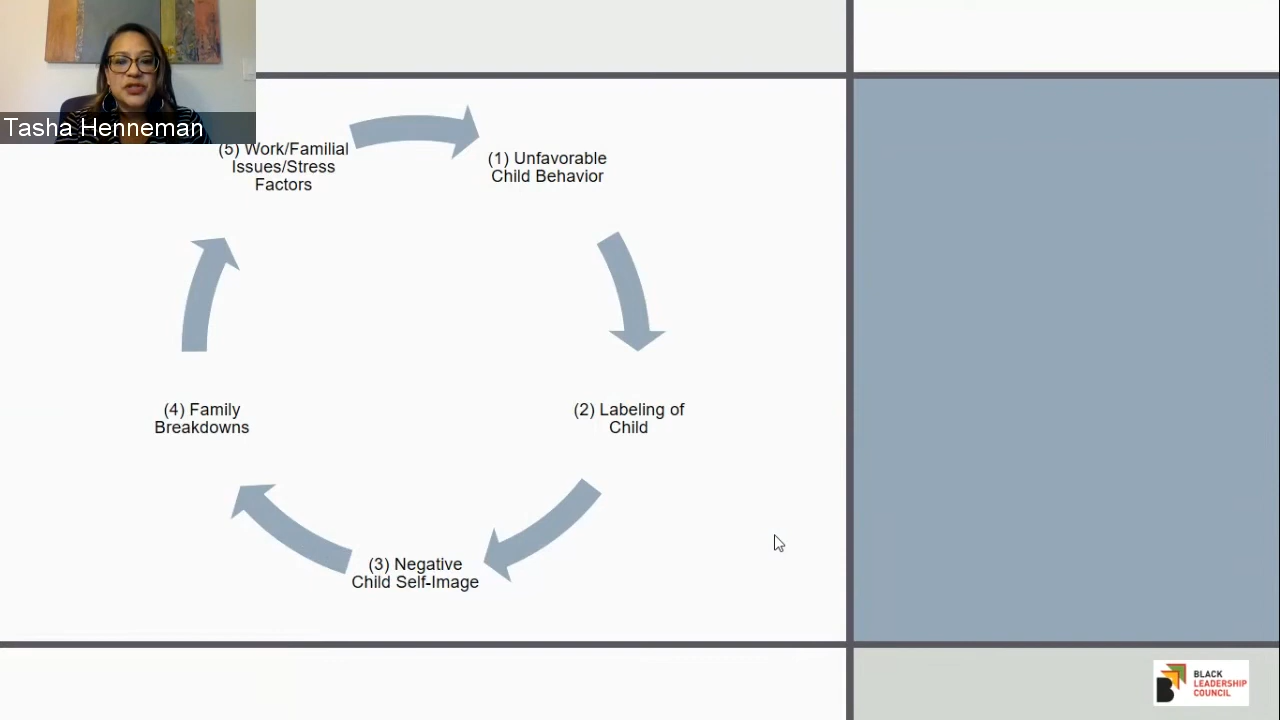 Tasha Henneman
(5) Work/Familial
Issues/Stress
Factors
(1) Unfavorable
Child Behavior
(2) Labeling of
Child
(3) Negative
Child Self-Image
(4) Family
Breakdowns
BLACK
LEADERSHIP
COUNCIL